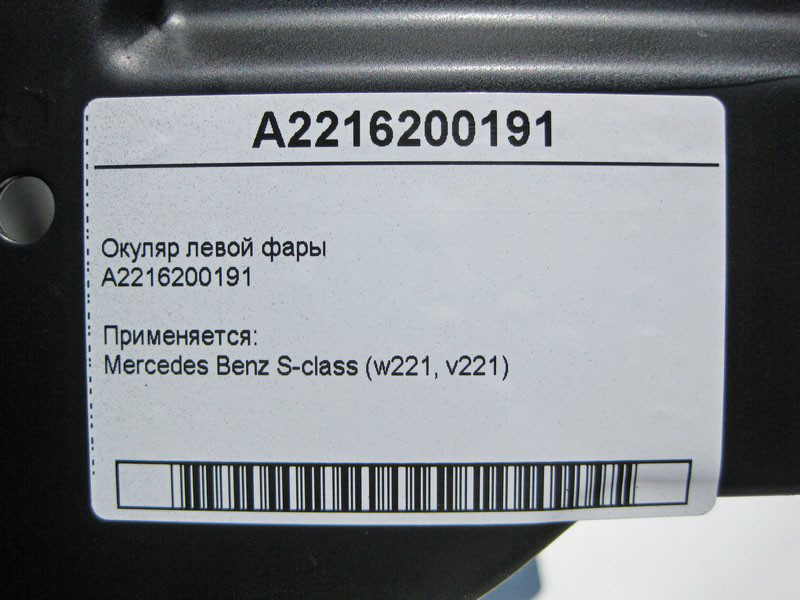 A2216200191
Окуляр левой фары
A2216200191
Применяется:
Mercedes Benz S-class (w221, v221)